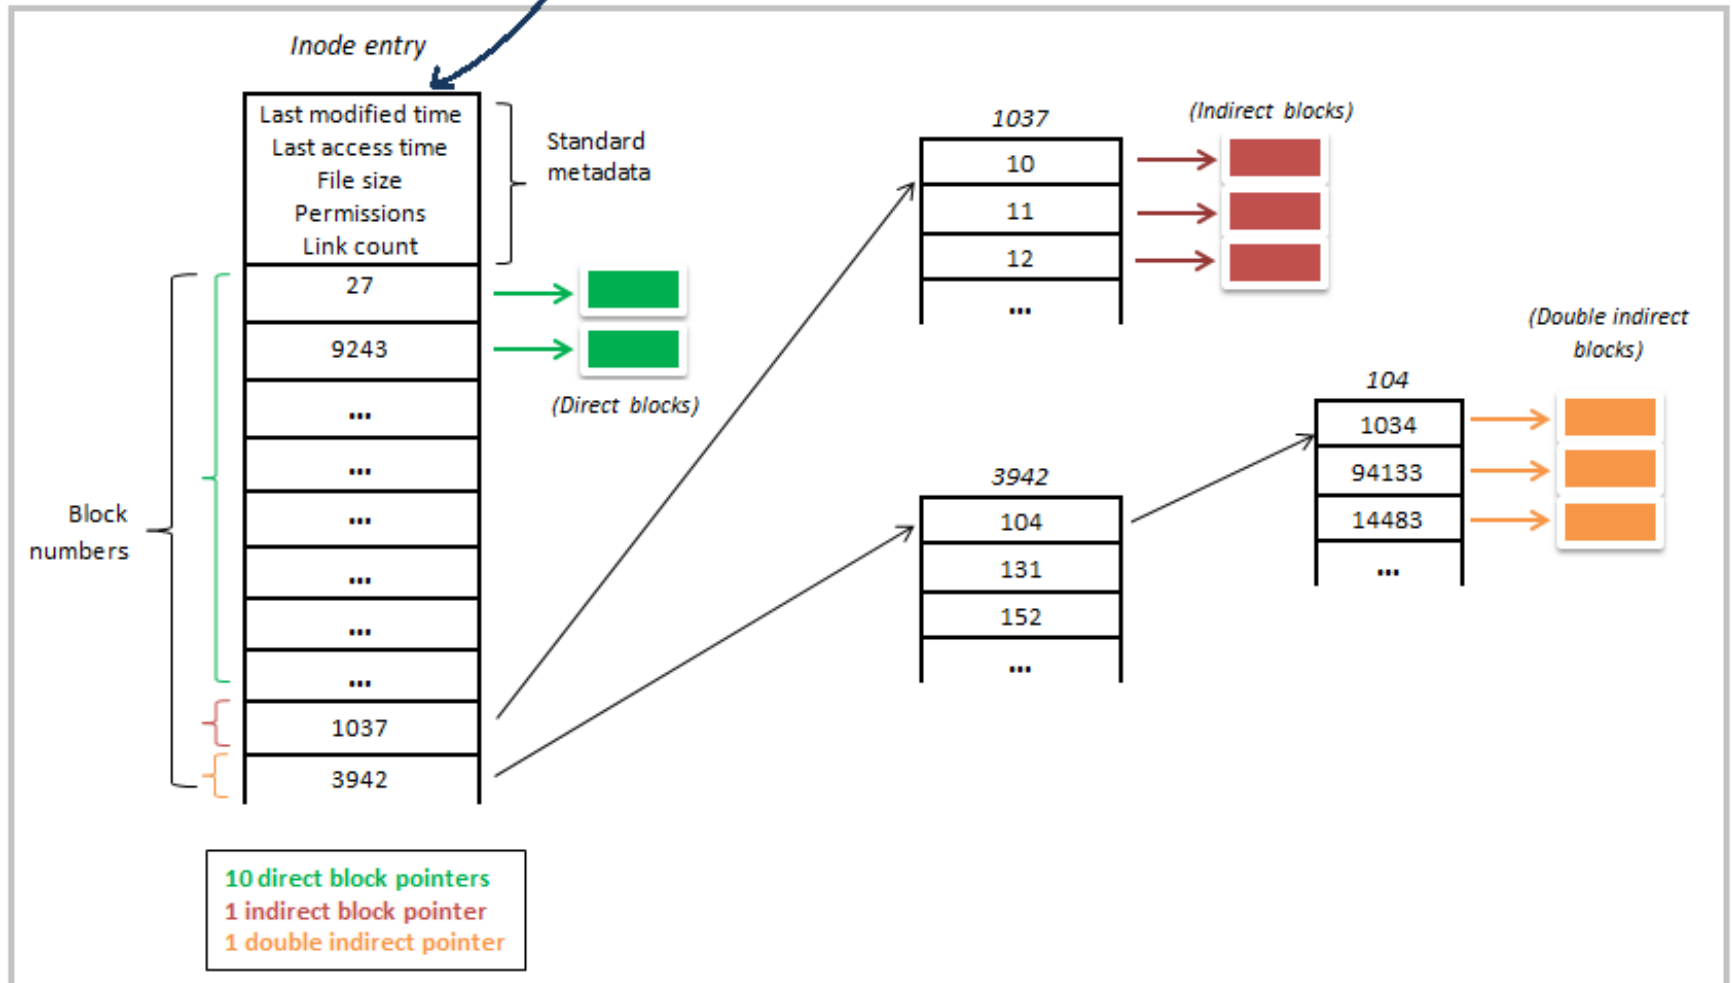 Inode entry
Last modified time
Last access time
File size
Permissions
Link count
Standard
metadata
27
9243
...
...
...
...
...
...
1037
3942
Block
numbers
(Direct blocks)
1037
10
11
12
...
(Indirect blocks)
3942
104
131
152
...
104
1034
94133
14483
...
(Double indirect
blocks)
10 direct block pointers
1 indirect block pointer
1 double indirect pointer